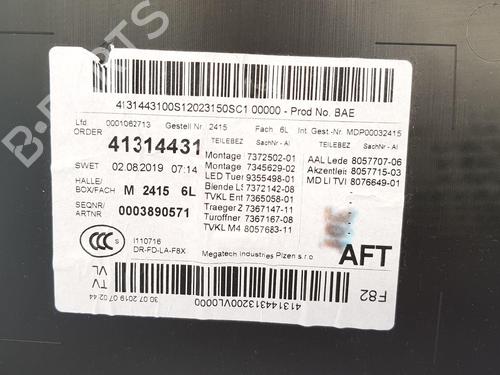 4131443100S12023150SC1 00000 - Prod No. BAE
Lfd. 0001062713 Gestell Nr. 2415 Fach 6L Int. Gest.-Nr. MDP00032415
ORDER 41314431
TEILEBEZ SachNr - AI TEILEBEZ SachNr - AI
SWET 02.08.2019 07:14
HALLE/ BOX/FACH M 2415 6L
SEQNR/ ARTNR 0003890571
Montage 7372502-01
Montage 7345629-02
LED Tuer 9355498-01
Blende LS 7372142-08
TVKL Ent 7365058-01
Traeger Z 7367147-11
Turoffner 7367167-08
TVKL M4 8057683-11
AAL Lede 8057707-06
Akzentleis 8057715-03
MD LI TVI 8076649-01
CCC
I110716
DR-FD-LA-F8X
Megatech Industries Plzen s.r.o
AFT
TV
VL
30.07.2019 07:02:44
4131443132000VL0000
F82
B-PARTS